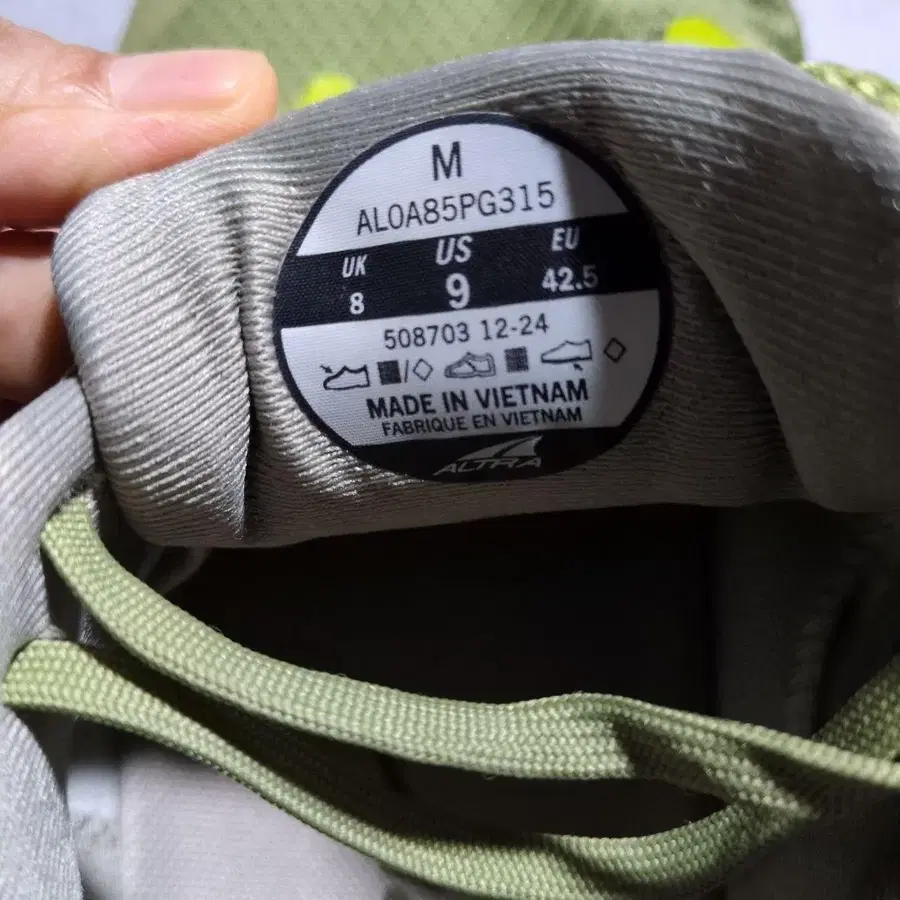 M
AL0A85PG315
UK US EU
8 9 42.5
508703 12-24
MADE IN VIETNAM
FABRIQUE EN VIETNAM
ALTRA